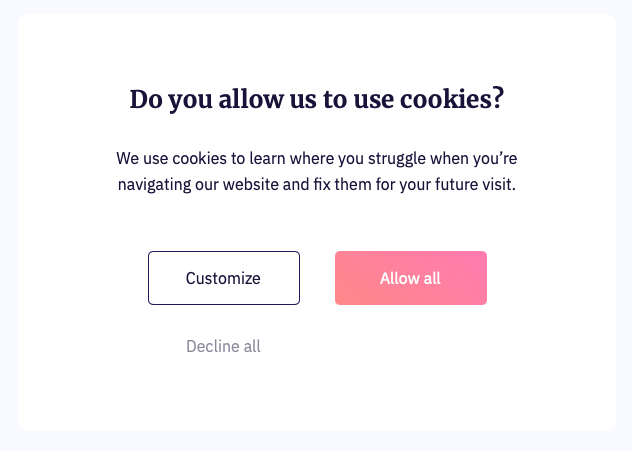 Do you allow us to use cookies?
We use cookies to learn where you struggle when you’re
navigating our website and fix them for your future visit.
Customize
Allow all
Decline all